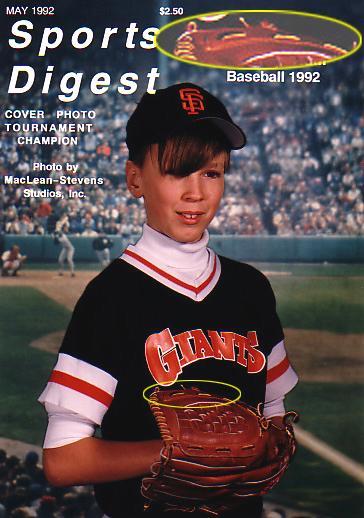 MAY 1992
$2.50
Sports
Digest
Baseball 1992
COVER PHOTO
TOURNAMENT
CHAMPION
Photo by
MacLean-Stevens
Studios, Inc.
SF
GIANTS